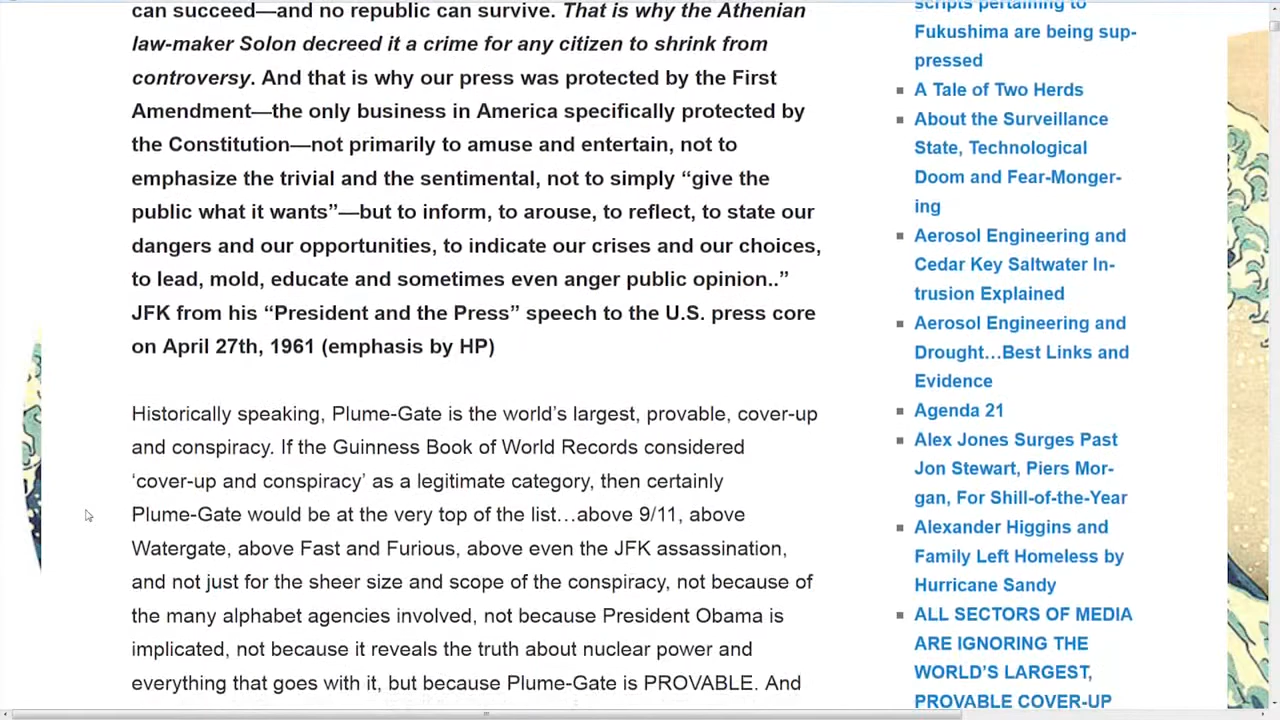 can succeed—and no republic can survive. That is why the Athenian
law-maker Solon decreed it a crime for any citizen to shrink from
controversy. And that is why our press was protected by the First
Amendment—the only business in America specifically protected by
the Constitution—not primarily to amuse and entertain, not to
emphasize the trivial and the sentimental, not to simply “give the
public what it wants”—but to inform, to arouse, to reflect, to state our
dangers and our opportunities, to indicate our crises and our choices,
to lead, mold, educate and sometimes even anger public opinion..”
JFK from his “President and the Press” speech to the U.S. press core
on April 27th, 1961 (emphasis by HP)
Historically speaking, Plume-Gate is the world’s largest, provable, cover-up
and conspiracy. If the Guinness Book of World Records considered
‘cover-up and conspiracy’ as a legitimate category, then certainly
Plume-Gate would be at the very top of the list…above 9/11, above
Watergate, above Fast and Furious, above even the JFK assassination,
and not just for the sheer size and scope of the conspiracy, not because of
the many alphabet agencies involved, not because President Obama is
implicated, not because it reveals the truth about nuclear power and
everything that goes with it, but because Plume-Gate is PROVABLE. And
scripts pertaining to
Fukushima are being sup-
pressed
A Tale of Two Herds
About the Surveillance
State, Technological
Doom and Fear-Monger-
ing
Aerosol Engineering and
Cedar Key Saltwater In-
trusion Explained
Aerosol Engineering and
Drought…Best Links and
Evidence
Agenda 21
Alex Jones Surges Past
Jon Stewart, Piers Mor-
gan, For Shill-of-the-Year
Alexander Higgins and
Family Left Homeless by
Hurricane Sandy
ALL SECTORS OF MEDIA
ARE IGNORING THE
WORLD’S LARGEST,
PROVABLE COVER-UP